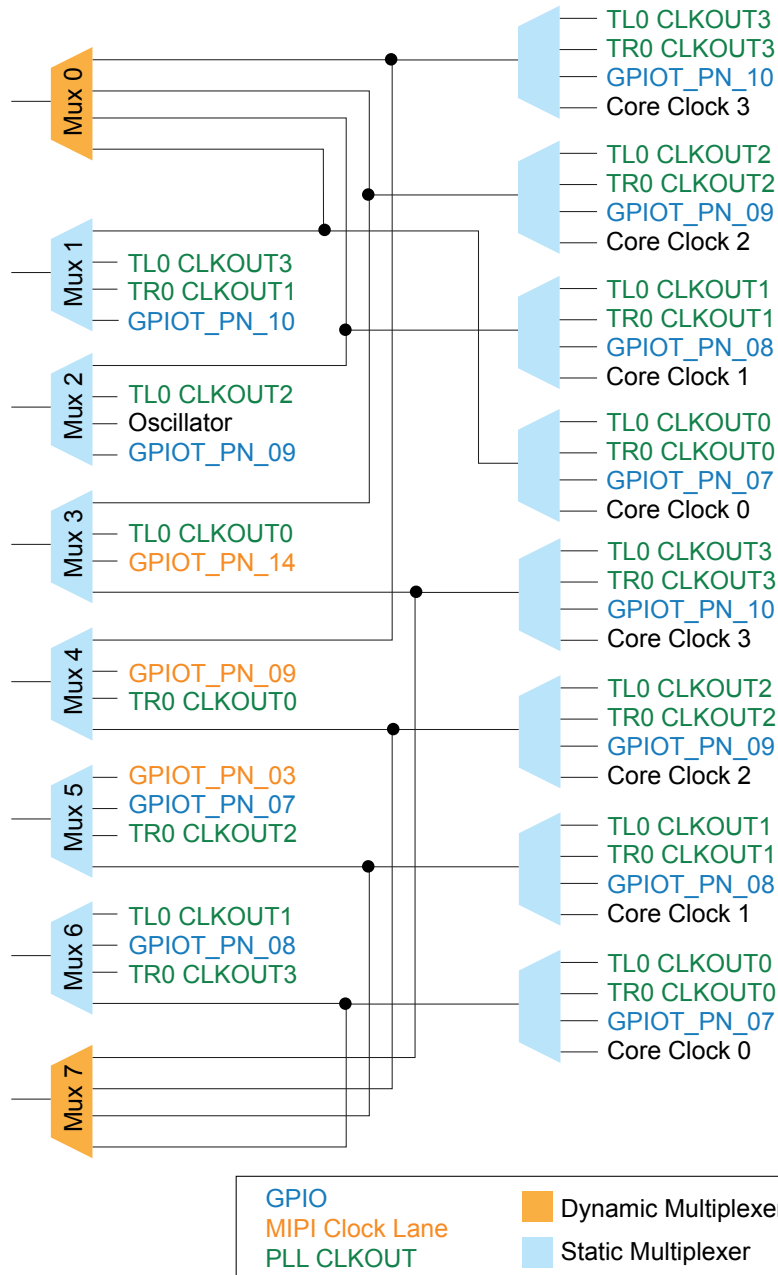 Mux 0
TL0 CLKOUT3
TR0 CLKOUT3
GPIOT_PN_10
Core Clock 3
TL0 CLKOUT2
TR0 CLKOUT2
GPIOT_PN_09
Core Clock 2
Mux 1
TL0 CLKOUT3
TR0 CLKOUT1
GPIOT_PN_10
TL0 CLKOUT1
TR0 CLKOUT1
GPIOT_PN_08
Core Clock 1
Mux 2
TL0 CLKOUT2
Oscillator
GPIOT_PN_09
TL0 CLKOUT0
TR0 CLKOUT0
GPIOT_PN_07
Core Clock 0
Mux 3
TL0 CLKOUT0
GPIOT_PN_14
TL0 CLKOUT3
TR0 CLKOUT3
GPIOT_PN_10
Core Clock 3
Mux 4
GPIOT_PN_09
TR0 CLKOUT0
TL0 CLKOUT2
TR0 CLKOUT2
GPIOT_PN_09
Core Clock 2
Mux 5
GPIOT_PN_03
GPIOT_PN_07
TR0 CLKOUT2
TL0 CLKOUT1
TR0 CLKOUT1
GPIOT_PN_08
Core Clock 1
Mux 6
TL0 CLKOUT1
GPIOT_PN_08
TR0 CLKOUT3
TL0 CLKOUT0
TR0 CLKOUT0
GPIOT_PN_07
Core Clock 0
Mux 7
GPIO
MIPI Clock Lane
PLL CLKOUT
Dynamic Multiplexer
Static Multiplexer